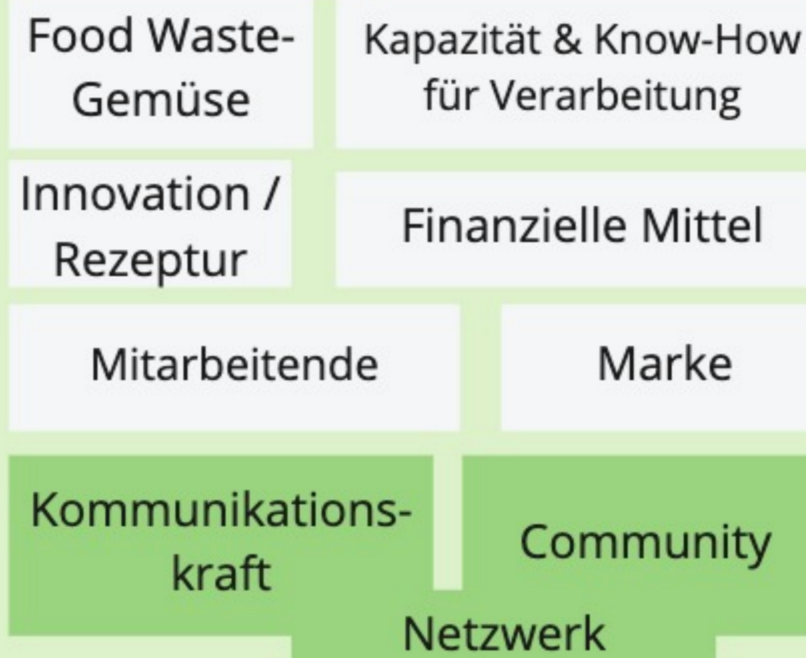 Food Waste-
Gemüse
Kapazität & Know-How
für Verarbeitung
Innovation /
Rezeptur
Finanzielle Mittel
Mitarbeitende
Marke
Kommunikations-
kraft
Community
Netzwerk